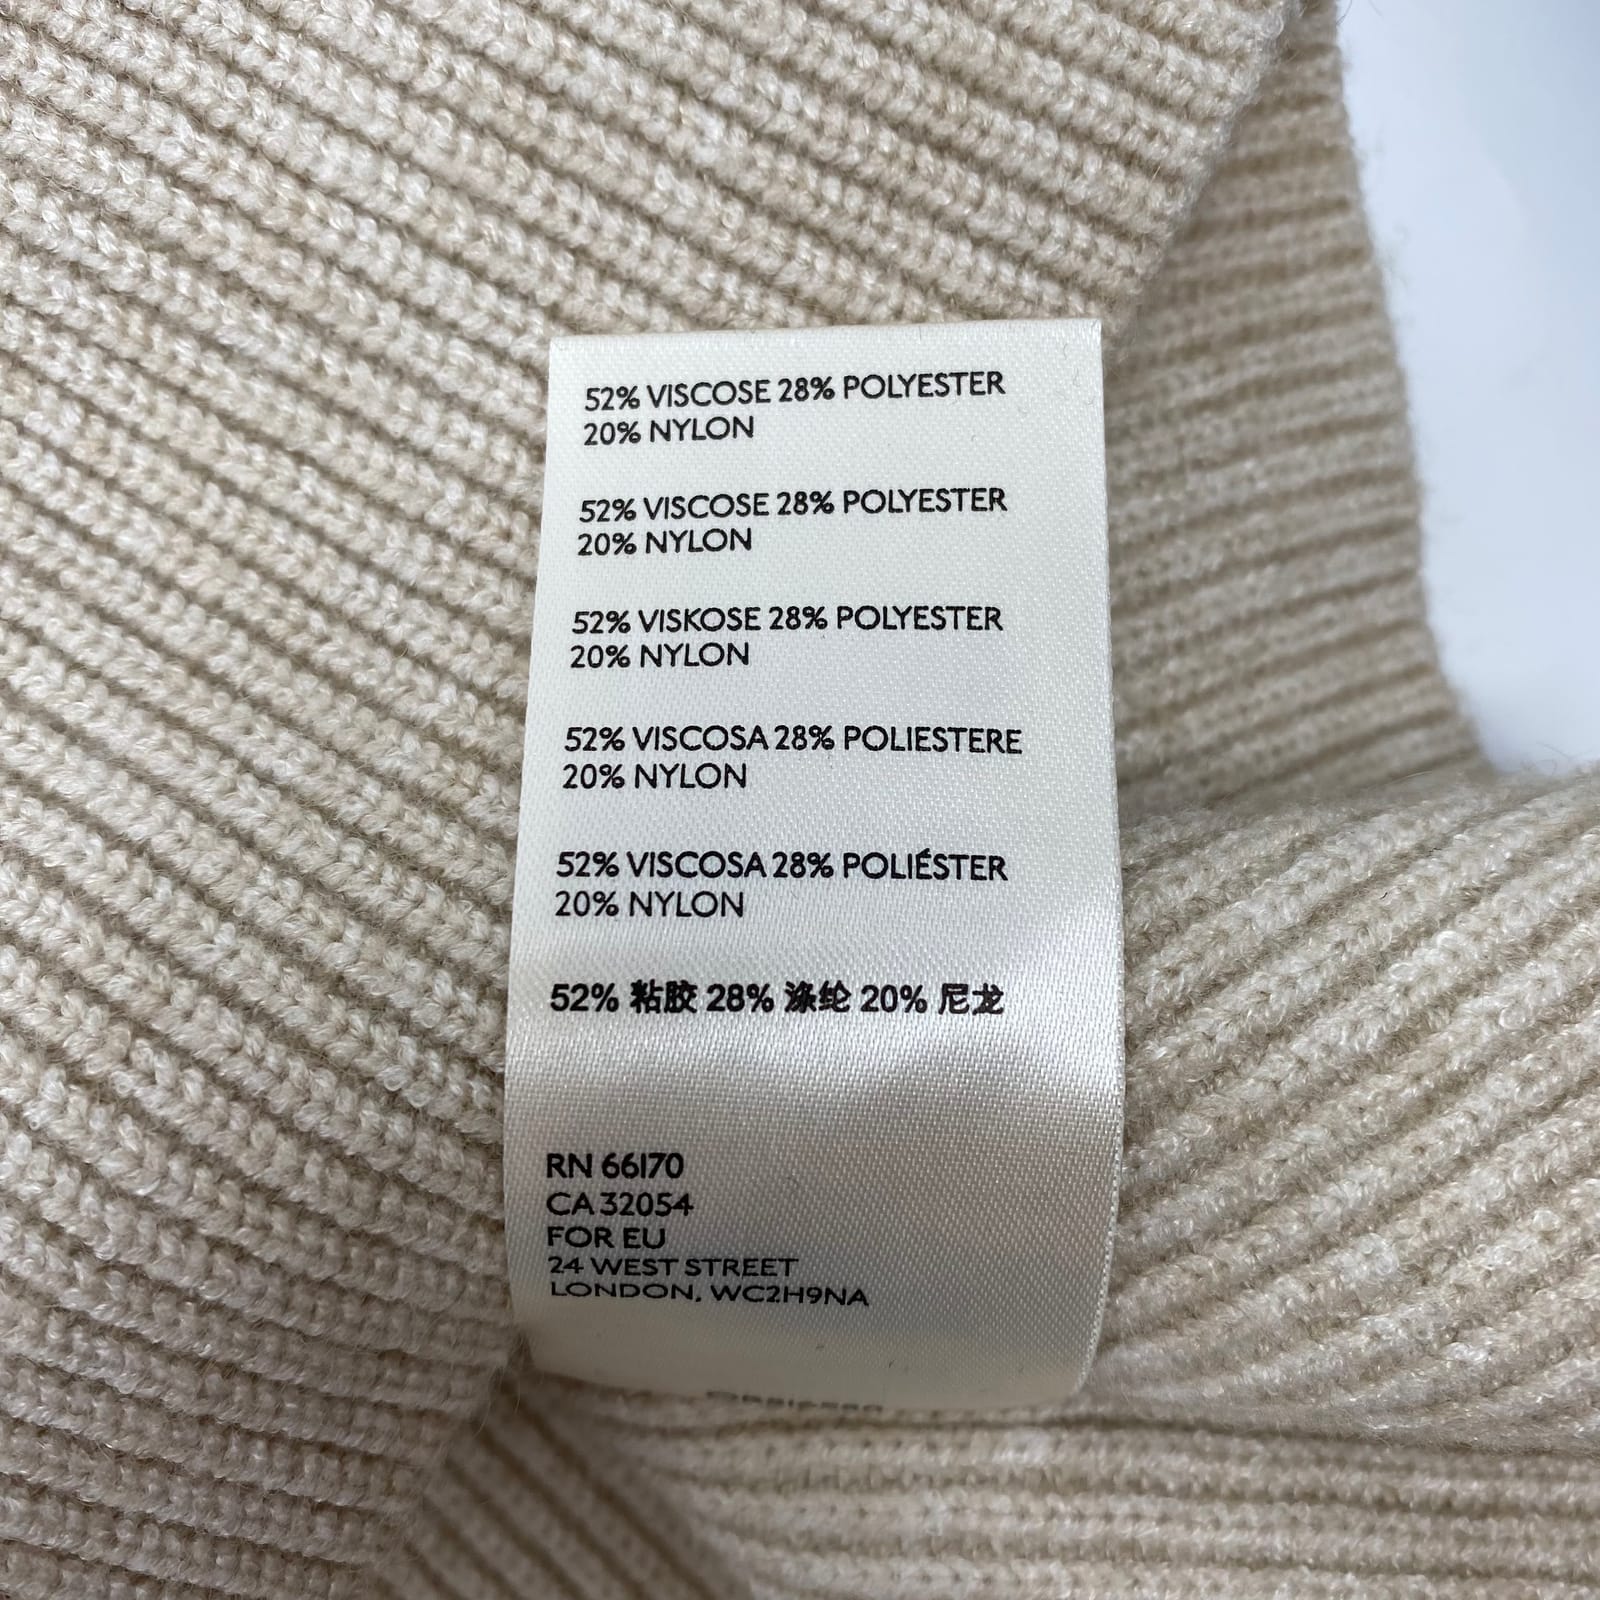 52% VISCOSE 28% POLYESTER
20% NYLON
52% VISCOSE 28% POLYESTER
20% NYLON
52% VISKOSE 28% POLYESTER
20% NYLON
52% VISCOSA 28% POLIESTERE
20% NYLON
52% VISCOSA 28% POLIÉSTER
20% NYLON
52% 粘胶 28% 涤纶 20% 尼龙
RN 66170
CA 32054
FOR EU
24 WEST STREET
LONDON, WC2H9NA